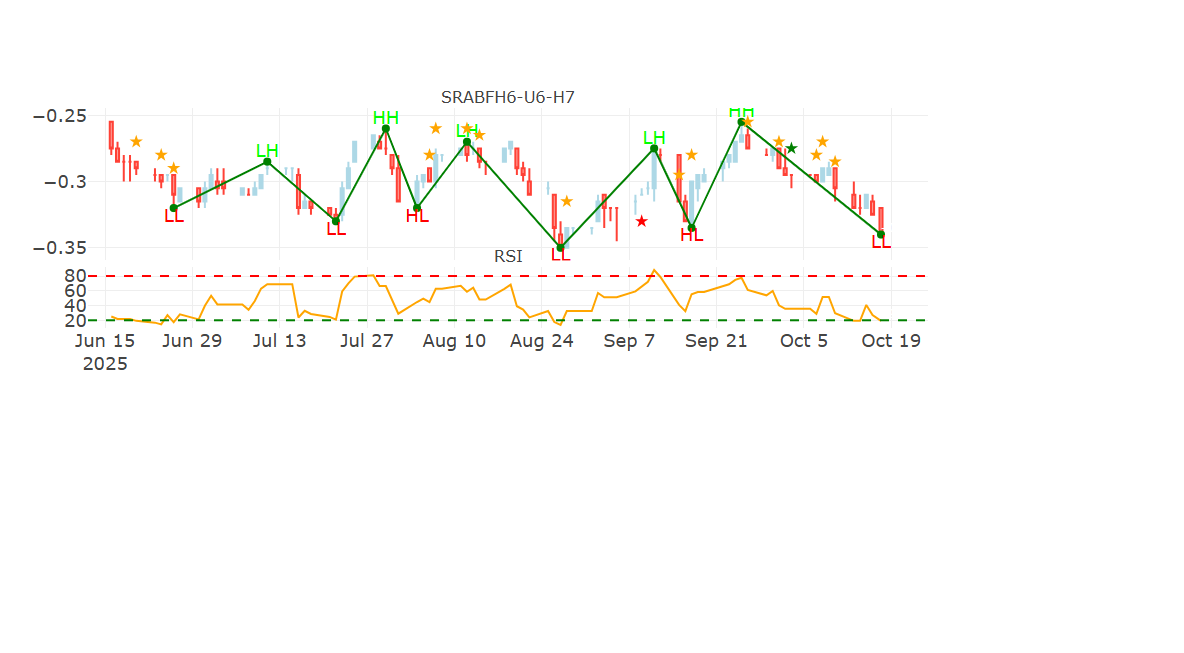 SRABFH6-U6-H7
−0.25
−0.3
−0.35
HH
HH
LH
LH
LH
LL
LL
HL
LL
HL
LL
RSI
80
60
40
20
Jun 15 Jun 29 Jul 13 Jul 27 Aug 10 Aug 24 Sep 7 Sep 21 Oct 5 Oct 19
2025